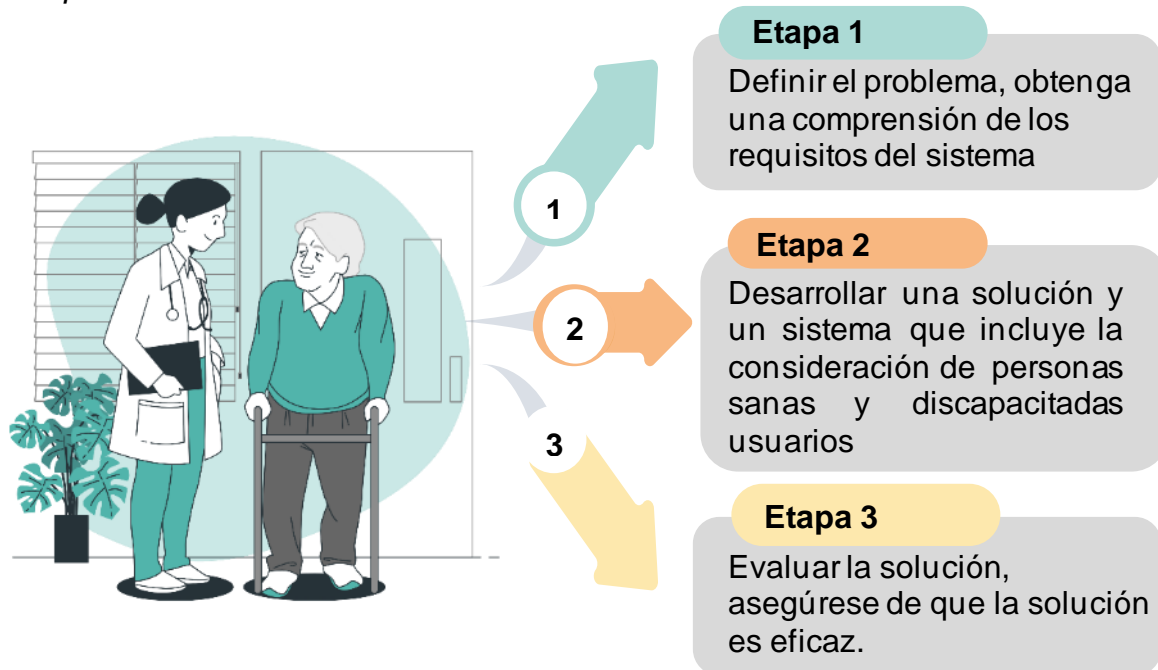 1
Etapa 1
Definir el problema, obtenga
una comprensión de los
requisitos del sistema
2
Etapa 2
Desarrollar una solución y
un sistema que incluye la
consideración de personas
sanas y discapacitadas
usuarios
3
Etapa 3
Evaluar la solución,
asegúrese de que la solución
es eficaz.